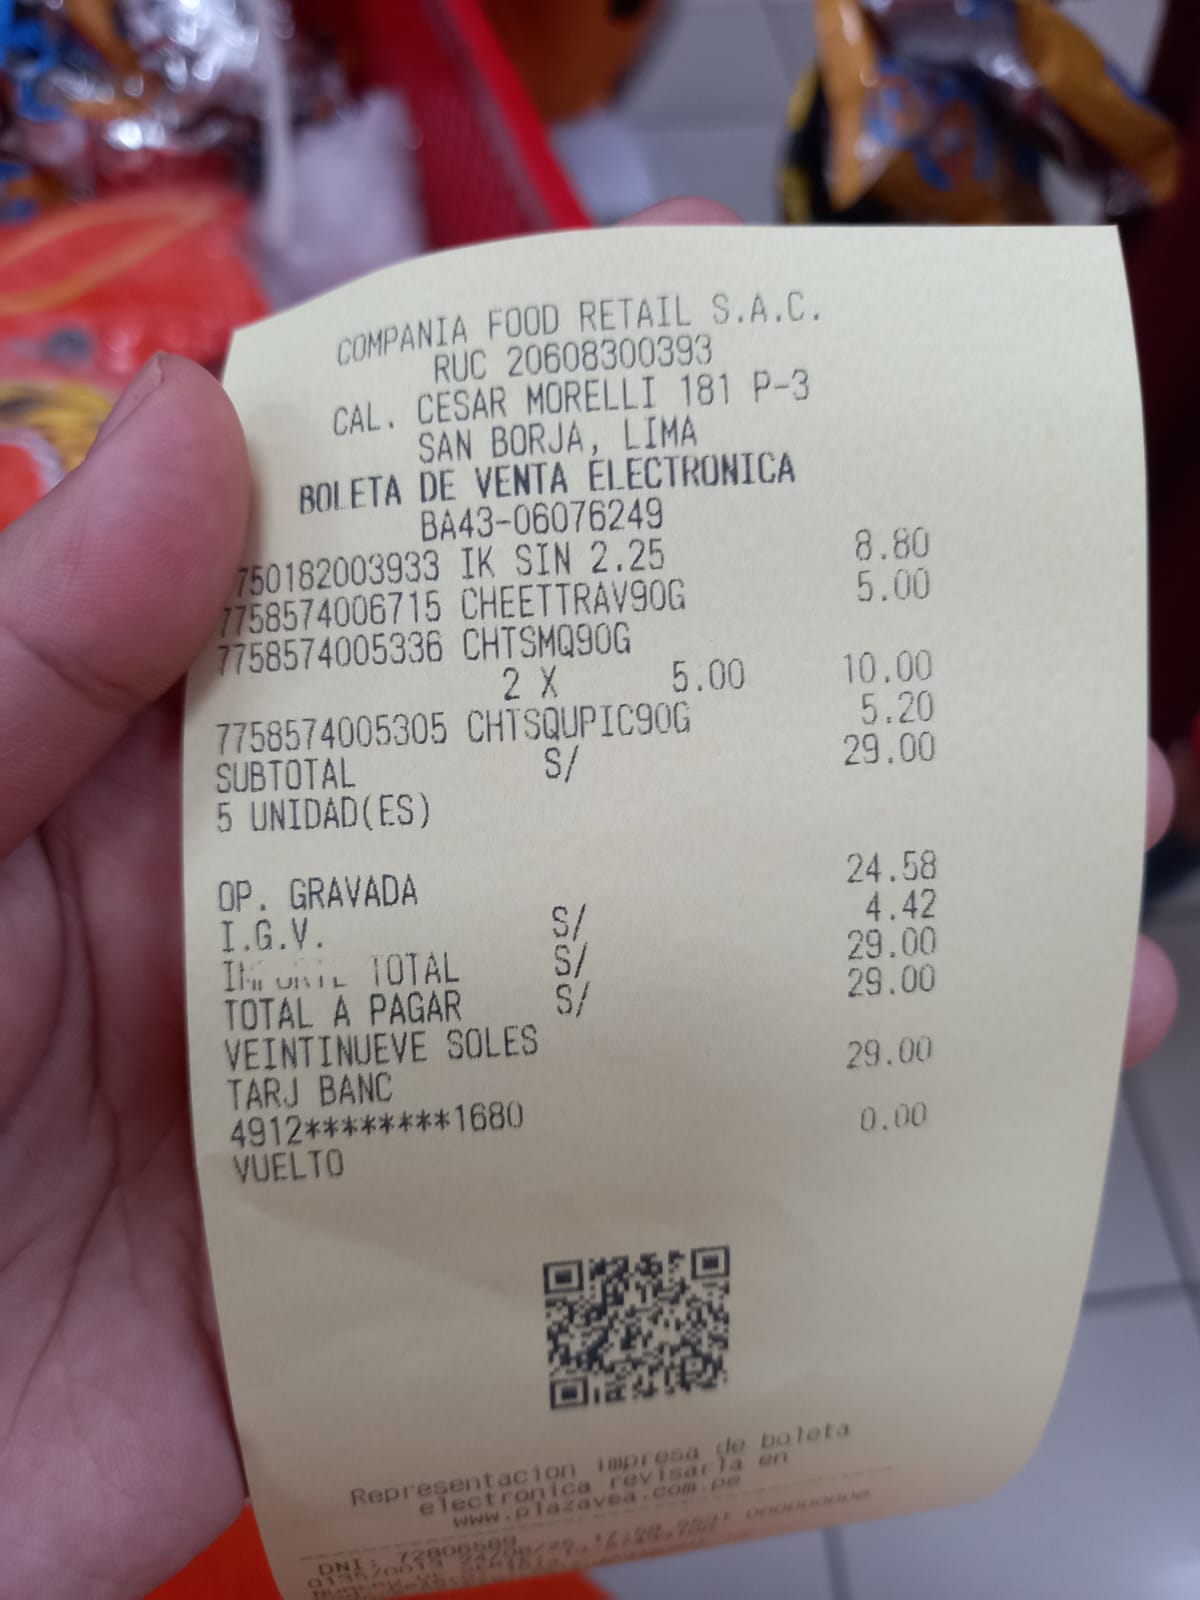 COMPANIA FOOD RETAIL S.A.C.
RUC 20608300393
CAL. CESAR MORELLI 181 P-3
SAN BORJA, LIMA
BOLETA DE VENTA ELECTRONICA
BA43-06076249
750182003933 IK SIN 2.25 8.80
7758574006715 CHEETTRAV90G 5.00
7758574005336 CHTSMQ90G
2 X 5.00 10.00
7758574005305 CHTSQUPIC90G 5.20
SUBTOTAL S/ 29.00
5 UNIDAD(ES)
OP. GRAVADA 24.58
I.G.V. S/ 4.42
IMPORTE TOTAL S/ 29.00
TOTAL A PAGAR S/ 29.00
VEINTINUEVE SOLES
TARJ BANC 29.00
4912********1680
VUELTO 0.00
Representacion impresa de boleta
electronica revisarla en
www.plazavea.com.pe
DNI: 72806589